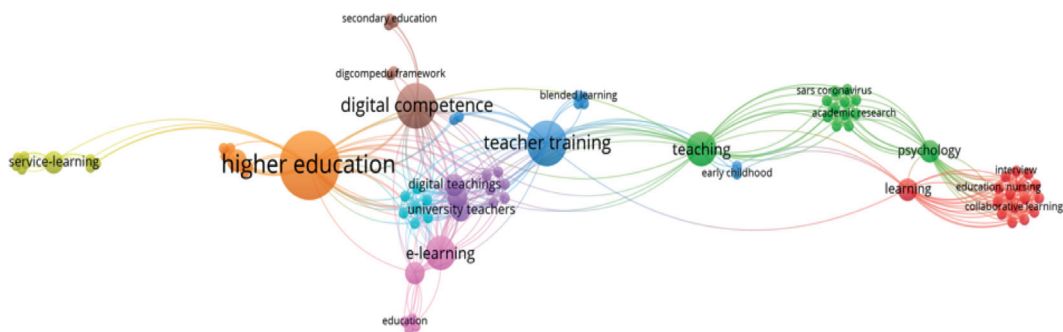 secondary education
digcompedu framework
digital competence
blended learning
sars coronavirus
academic research
teacher training
teaching
psychology
service-learning
higher education
early childhood
interview
digital teachings
learning
education, nursing
university teachers
collaborative learning
e-learning
education